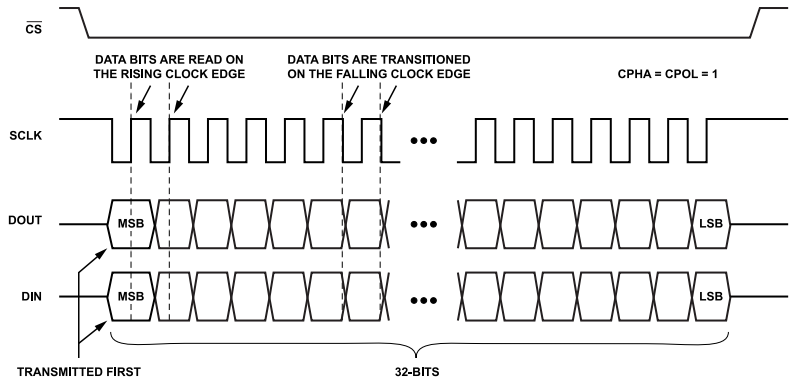 CS
DATA BITS ARE READ ON
THE RISING CLOCK EDGE
DATA BITS ARE TRANSITIONED
ON THE FALLING CLOCK EDGE
CPHA = CPOL = 1
SCLK
•••
DOUT
MSB
•••
LSB
DIN
MSB
•••
LSB
TRANSMITTED FIRST
32-BITS